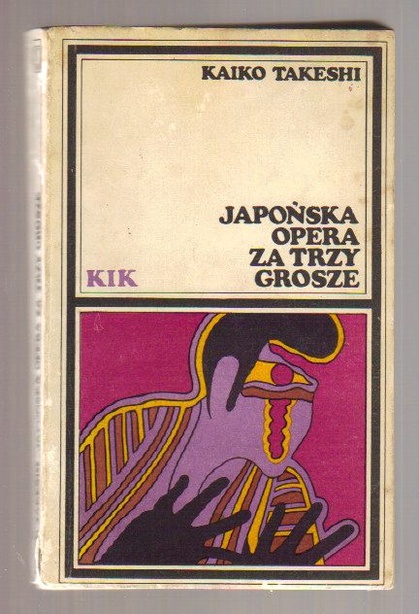 KAIKO TAKESHI
JAPOŃSKA
OPERA
ZA TRZY
GROSZE
KIK